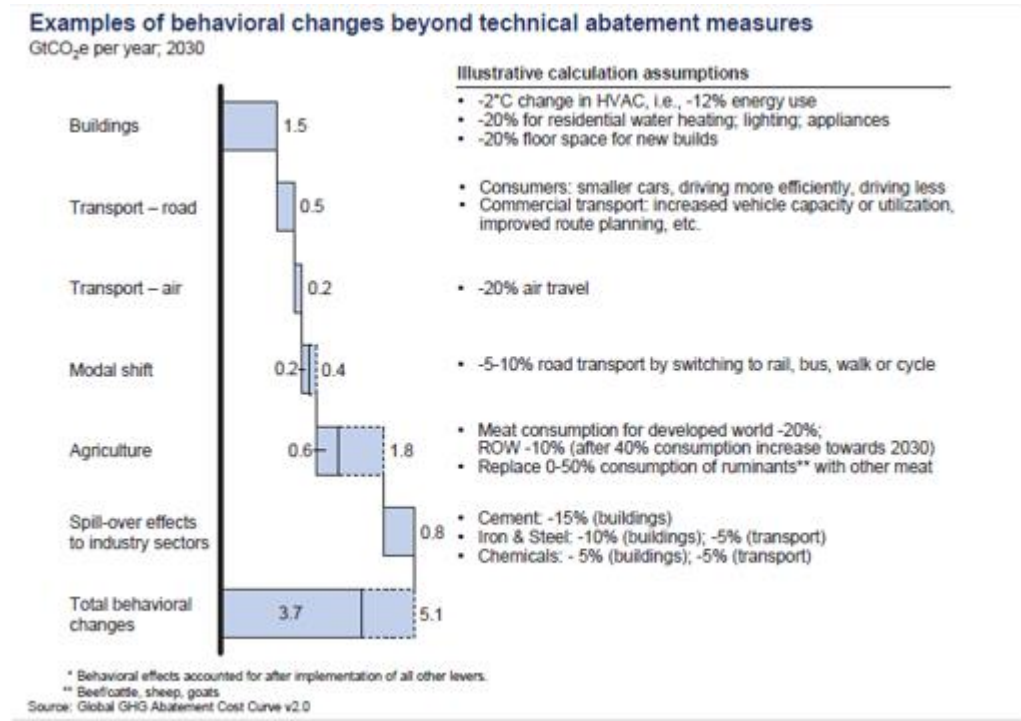 Examples of behavioral changes beyond technical abatement measures
GtCO₂e per year; 2030
Illustrative calculation assumptions
Buildings
1.5
• -2°C change in HVAC, i.e., -12% energy use
• -20% for residential water heating; lighting; appliances
• -20% floor space for new builds
Transport – road
0.5
• Consumers: smaller cars, driving more efficiently, driving less
• Commercial transport: increased vehicle capacity or utilization,
improved route planning, etc.
Transport – air
0.2
• -20% air travel
Modal shift
0.2
0.4
• -5-10% road transport by switching to rail, bus, walk or cycle
Agriculture
0.6
1.8
• Meat consumption for developed world -20%;
ROW -10% (after 40% consumption increase towards 2030)
• Replace 0-50% consumption of ruminants** with other meat
Spill-over effects
to industry sectors
0.8
• Cement: -15% (buildings)
• Iron & Steel: -10% (buildings); -5% (transport)
• Chemicals: - 5% (buildings); -5% (transport)
Total behavioral
changes
3.7
5.1
* Behavioral effects accounted for after implementation of all other levers.
** Beef/cattle, sheep, goats
Source: Global GHG Abatement Cost Curve v2.0